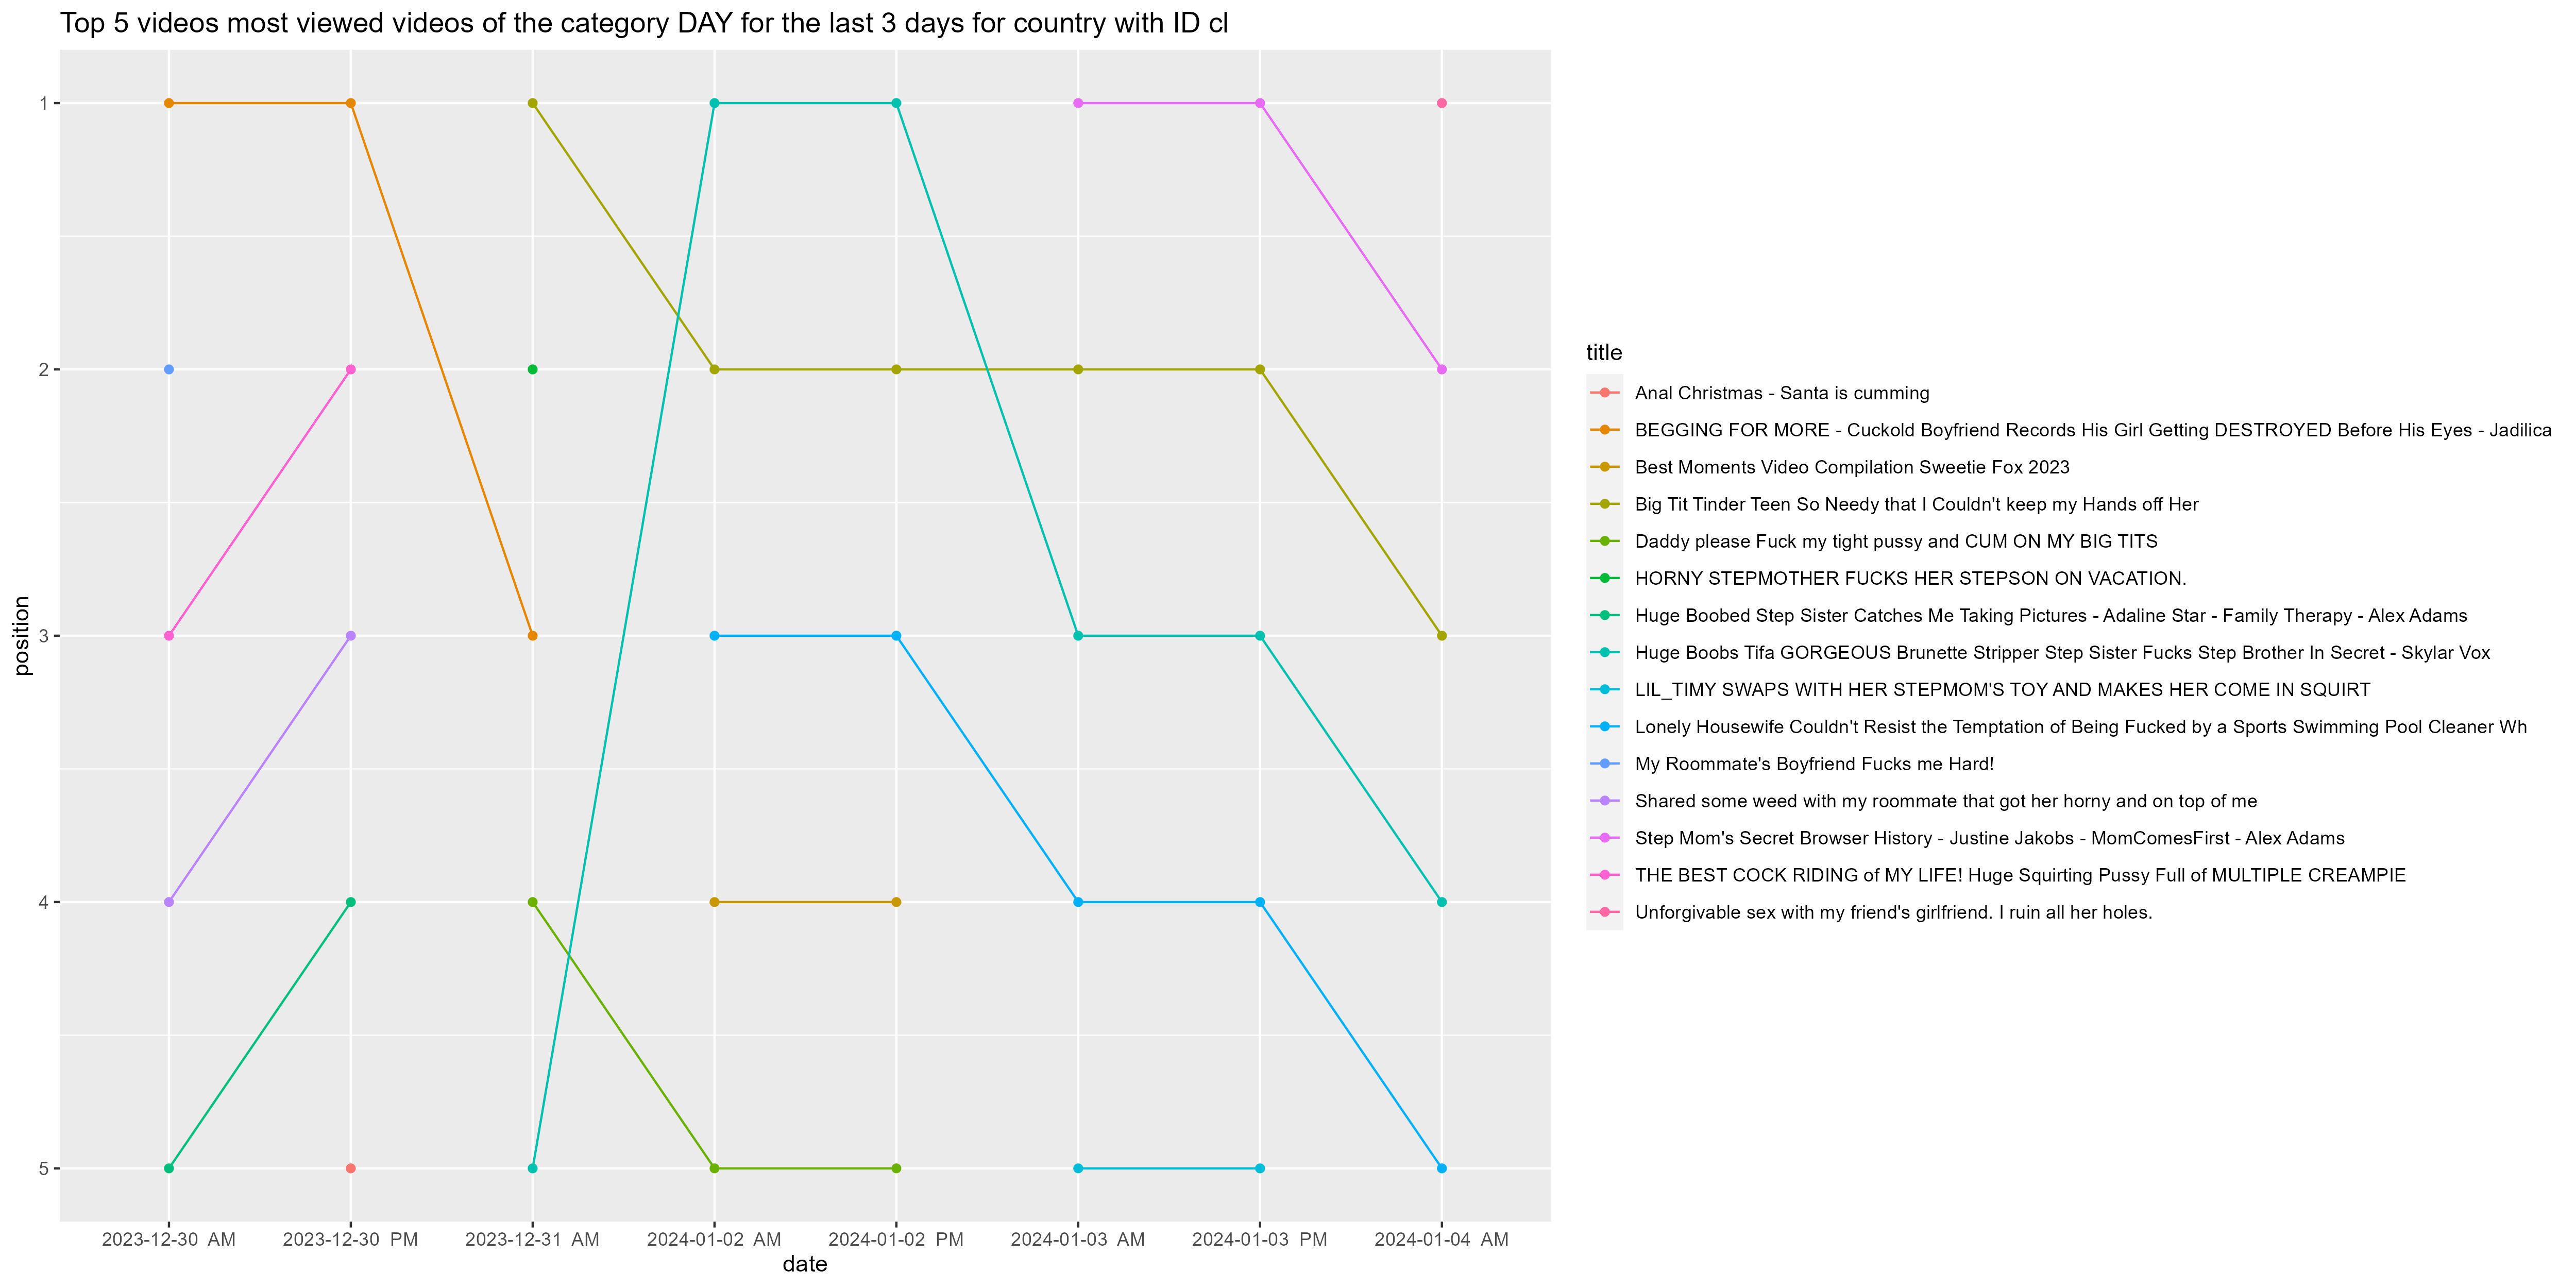 Top 5 videos most viewed videos of the category DAY for the last 3 days for country with ID cl
position
1
2
3
4
5
2023-12-30 AM
2023-12-30 PM
2023-12-31 AM
2024-01-02 AM
2024-01-02 PM
2024-01-03 AM
2024-01-03 PM
2024-01-04 AM
date
title
Anal Christmas - Santa is cumming
BEGGING FOR MORE - Cuckold Boyfriend Records His Girl Getting DESTROYED Before His Eyes - Jadilica
Best Moments Video Compilation Sweetie Fox 2023
Big Tit Tinder Teen So Needy that I Couldn't keep my Hands off Her
Daddy please Fuck my tight pussy and CUM ON MY BIG TITS
HORNY STEPMOTHER FUCKS HER STEPSON ON VACATION.
Huge Boobed Step Sister Catches Me Taking Pictures - Adaline Star - Family Therapy - Alex Adams
Huge Boobs Tifa GORGEOUS Brunette Stripper Step Sister Fucks Step Brother In Secret - Skylar Vox
LIL_TIMY SWAPS WITH HER STEPMOM'S TOY AND MAKES HER COME IN SQUIRT
Lonely Housewife Couldn't Resist the Temptation of Being Fucked by a Sports Swimming Pool Cleaner Wh
My Roommate's Boyfriend Fucks me Hard!
Shared some weed with my roommate that got her horny and on top of me
Step Mom's Secret Browser History - Justine Jakobs - MomComesFirst - Alex Adams
THE BEST COCK RIDING of MY LIFE! Huge Squirting Pussy Full of MULTIPLE CREAMPIE
Unforgivable sex with my friend's girlfriend. I ruin all her holes.